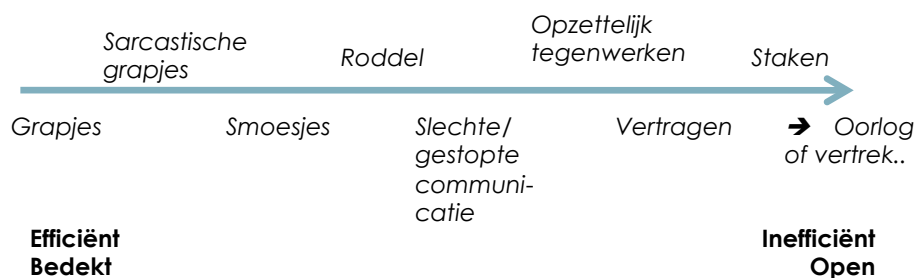 Sarcastische
grapjes
Roddel
Opzettelijk
tegenwerken
Staken
Grapjes
Smoesjes
Slechte/
gestopte
communi-
catie
Vertragen
➔ Oorlog
of vertrek..
Efficiënt
Bedekt
Inefficiënt
Open